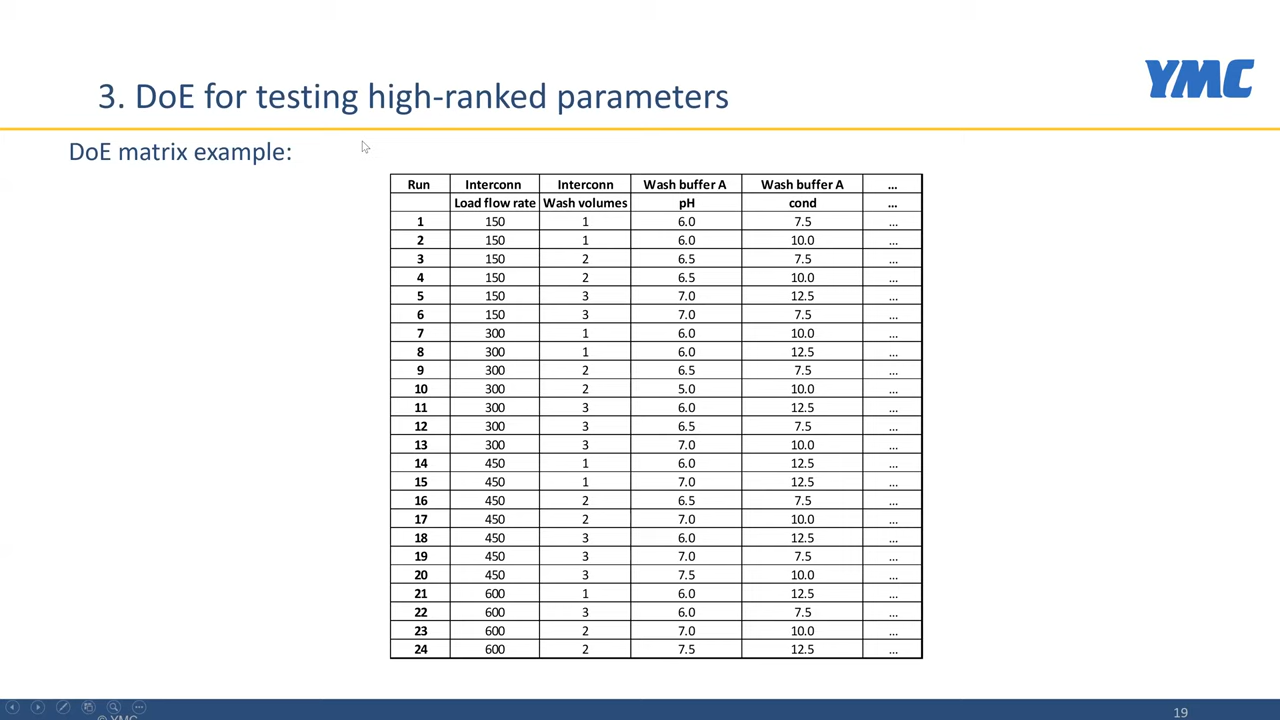 3. DoE for testing high-ranked parameters
YMC
DoE matrix example:
Run Interconn Interconn Wash buffer A Wash buffer A ...
Load flow rate Wash volumes pH cond ...
1 150 1 6.0 7.5 ...
2 150 1 6.0 10.0 ...
3 150 2 6.5 7.5 ...
4 150 2 6.5 10.0 ...
5 150 3 7.0 12.5 ...
6 150 3 7.0 7.5 ...
7 300 1 6.0 10.0 ...
8 300 1 6.0 12.5 ...
9 300 2 6.5 7.5 ...
10 300 2 5.0 10.0 ...
11 300 3 6.0 12.5 ...
12 300 3 6.5 7.5 ...
13 300 3 7.0 10.0 ...
14 450 1 6.0 12.5 ...
15 450 1 7.0 12.5 ...
16 450 2 6.5 7.5 ...
17 450 2 7.0 10.0 ...
18 450 3 6.0 12.5 ...
19 450 3 7.0 7.5 ...
20 450 3 7.5 10.0 ...
21 600 1 6.0 12.5 ...
22 600 3 6.0 7.5 ...
23 600 2 7.0 10.0 ...
24 600 2 7.5 12.5 ...
© YMC
19